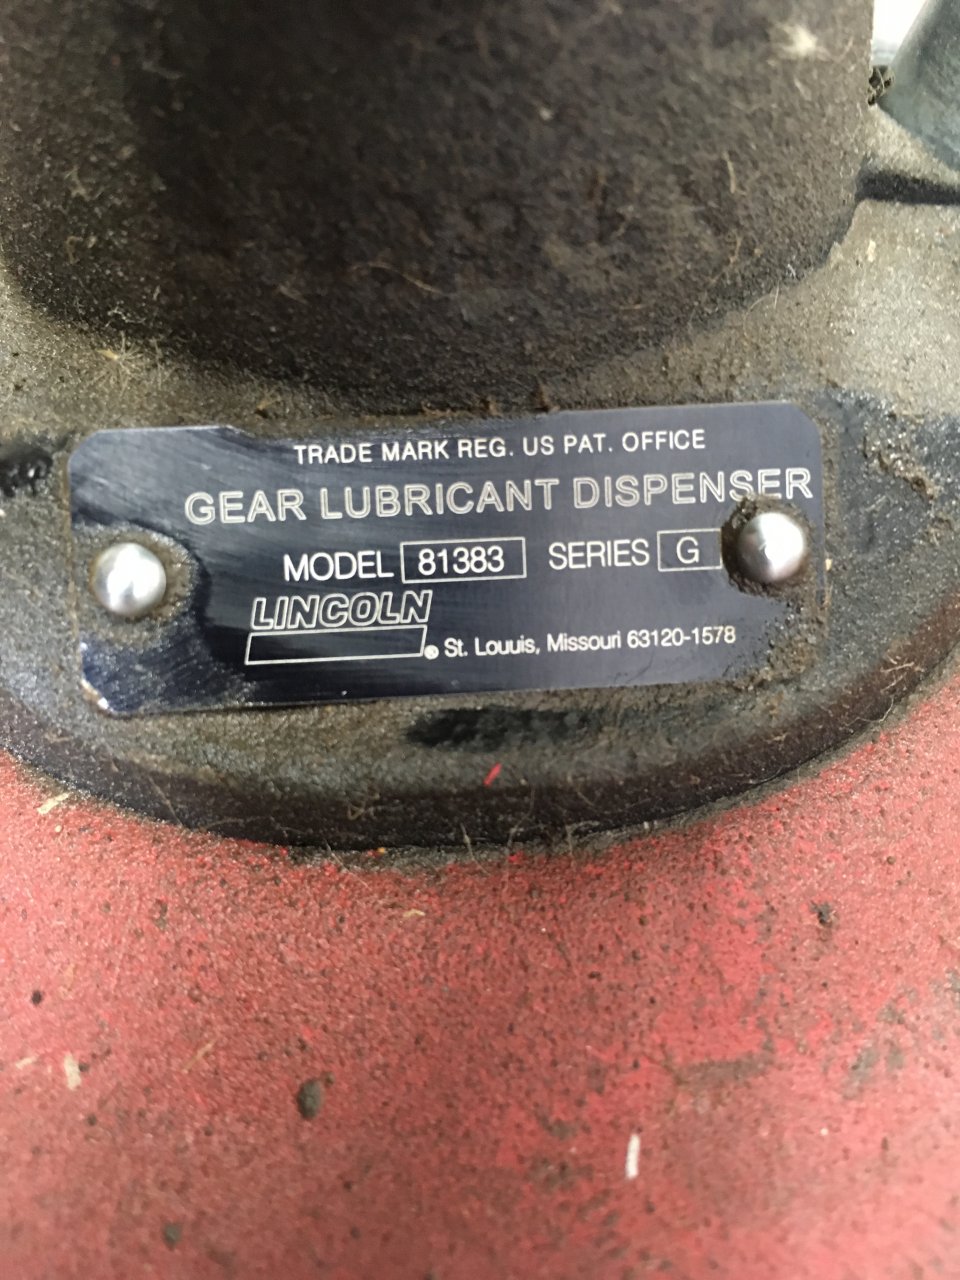 TRADE MARK REG. US PAT. OFFICE
GEAR LUBRICANT DISPENSER
MODEL 81383 SERIES G
LINCOLN
® St. Louuis, Missouri 63120-1578